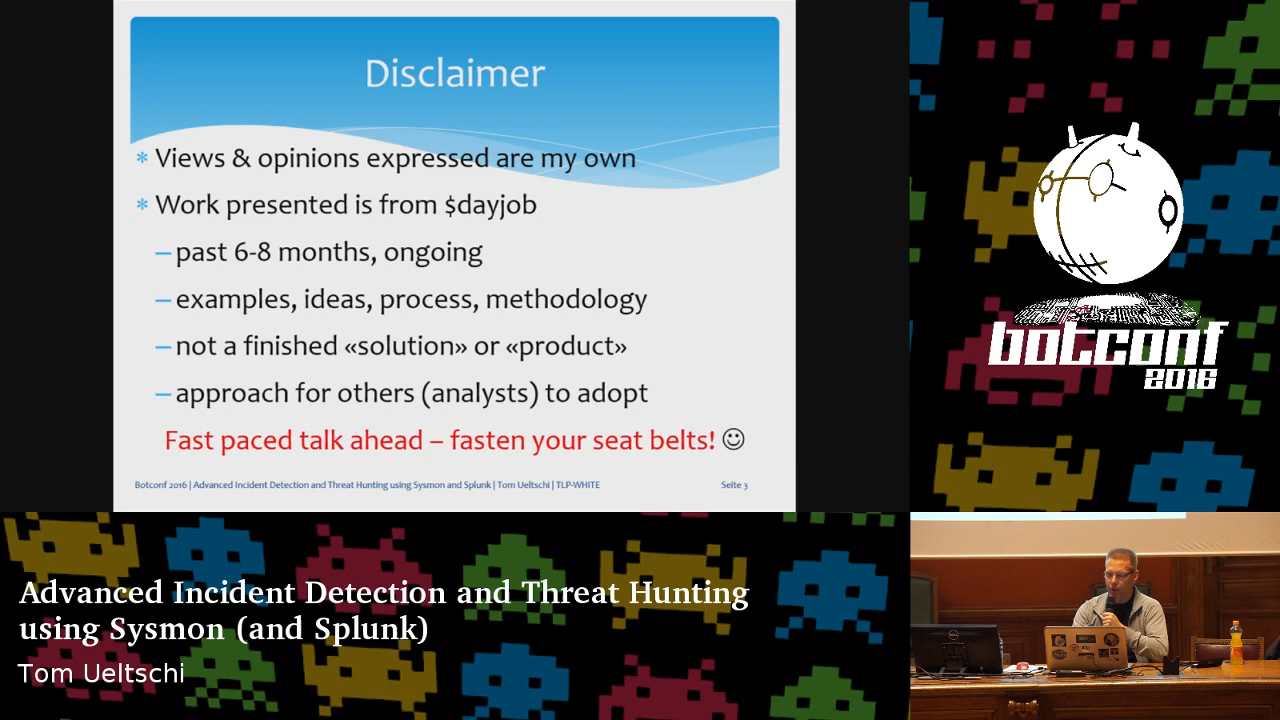 Disclaimer
* Views & opinions expressed are my own
* Work presented is from $dayjob
– past 6-8 months, ongoing
– examples, ideas, process, methodology
– not a finished «solution» or «product»
– approach for others (analysts) to adopt
Fast paced talk ahead – fasten your seat belts! ☺
Botconf 2016 | Advanced Incident Detection and Threat Hunting using Sysmon and Splunk | Tom Ueltschi | TLP-WHITE
Seite 3
botconf
2016
Advanced Incident Detection and Threat Hunting
using Sysmon (and Splunk)
Tom Ueltschi